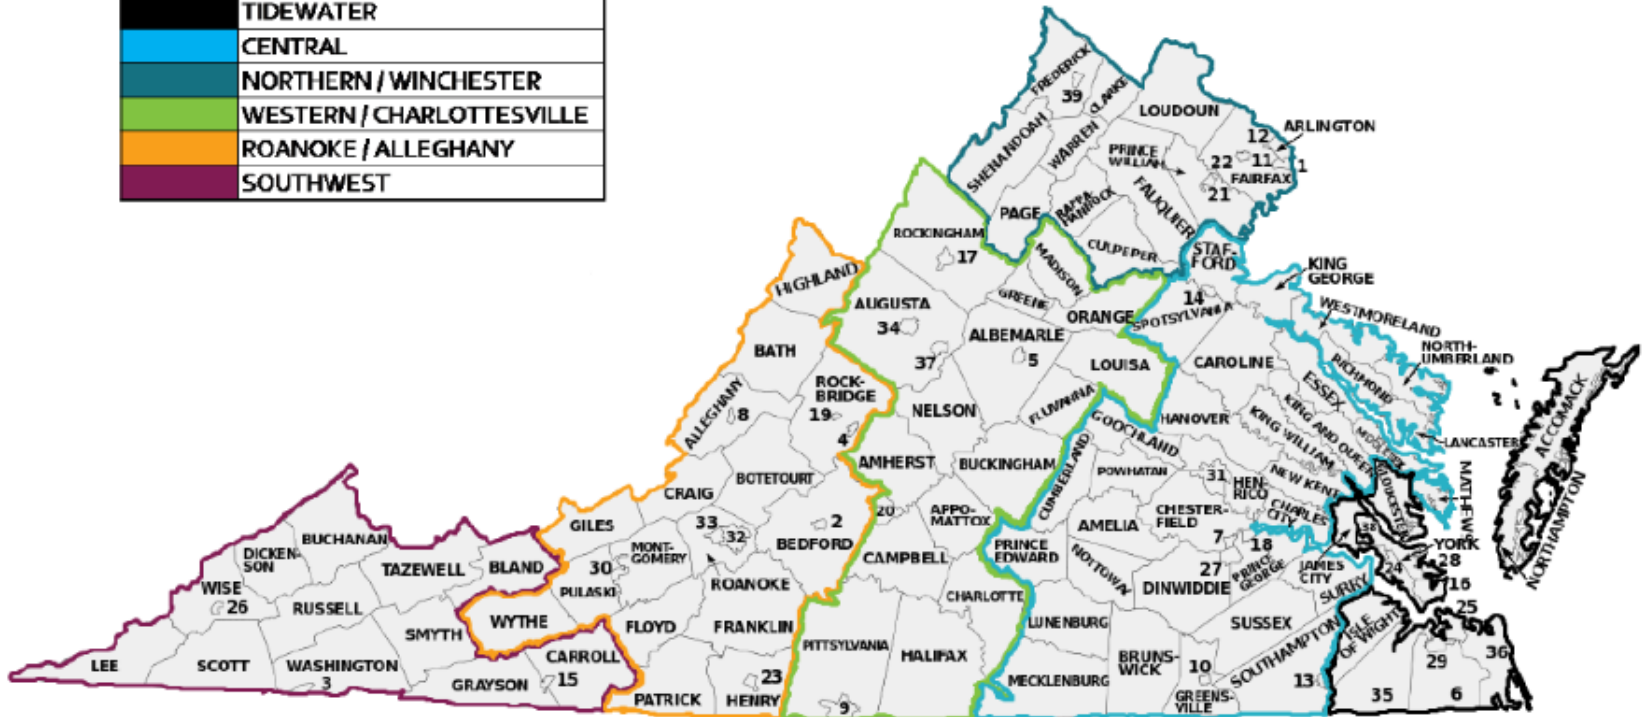 TIDEWATER
CENTRAL
NORTHERN / WINCHESTER
WESTERN / CHARLOTTESVILLE
ROANOKE / ALLEGHANY
SOUTHWEST
FREDERICK
39
CLARKE
LOUDOUN
12
ARLINGTON
SHENANDOAH
WARREN
PRINCE
WILLIAM
22
11
1
FAIRFAX
21
FAUQUIER
PAGE
RAPPA-
HANNOCK
CULPEPER
STAF-
FORD
ROCKINGHAM
17
MADISON
KING
GEORGE
HIGHLAND
GREENE
ORANGE
14
SPOTSYLVANIA
WESTMORELAND
AUGUSTA
34
37
ALBEMARLE
5
LOUISA
CAROLINE
NORTH-
UMBERLAND
RICHMOND
ESSEX
BATH
ROCK-
BRIDGE
19
4
ALLEGHANY
8
NELSON
FLUVANNA
GOOCHLAND
HANOVER
KING AND QUEEN
KING WILLIAM
MIDDLESEX
LANCASTER
ACCOMACK
NORTHAMPTON
AMHERST
BUCKINGHAM
CUMBERLAND
POWHATAN
31
HEN-
RICO
NEW KENT
GLOUCESTER
MATHEWS
BOTETOURT
CRAIG
20
APPO-
MATTOX
AMELIA
CHESTER-
FIELD
CHARLES
CITY
38
YORK
28
GILES
33
32
2
BEDFORD
CAMPBELL
PRINCE
EDWARD
7
18
JAMES
CITY
24
16
25
BUCHANAN
DICKEN-
SON
TAZEWELL
BLAND
30
MONT-
GOMERY
PULASKI
ROANOKE
CHARLOTTE
NOTTOWAY
27
PRINCE
GEORGE
DINWIDDIE
SURRY
WISE
26
RUSSELL
SMYTH
WYTHE
FLOYD
FRANKLIN
PITTSYLVANIA
HALIFAX
LUNENBURG
SUSSEX
ISLE
OF WIGHT
LEE
SCOTT
WASHINGTON
3
GRAYSON
CARROLL
15
PATRICK
23
HENRY
9
MECKLENBURG
BRUNS-
WICK
10
GREENS-
VILLE
SOUTHAMPTON
13
35
29
6
36